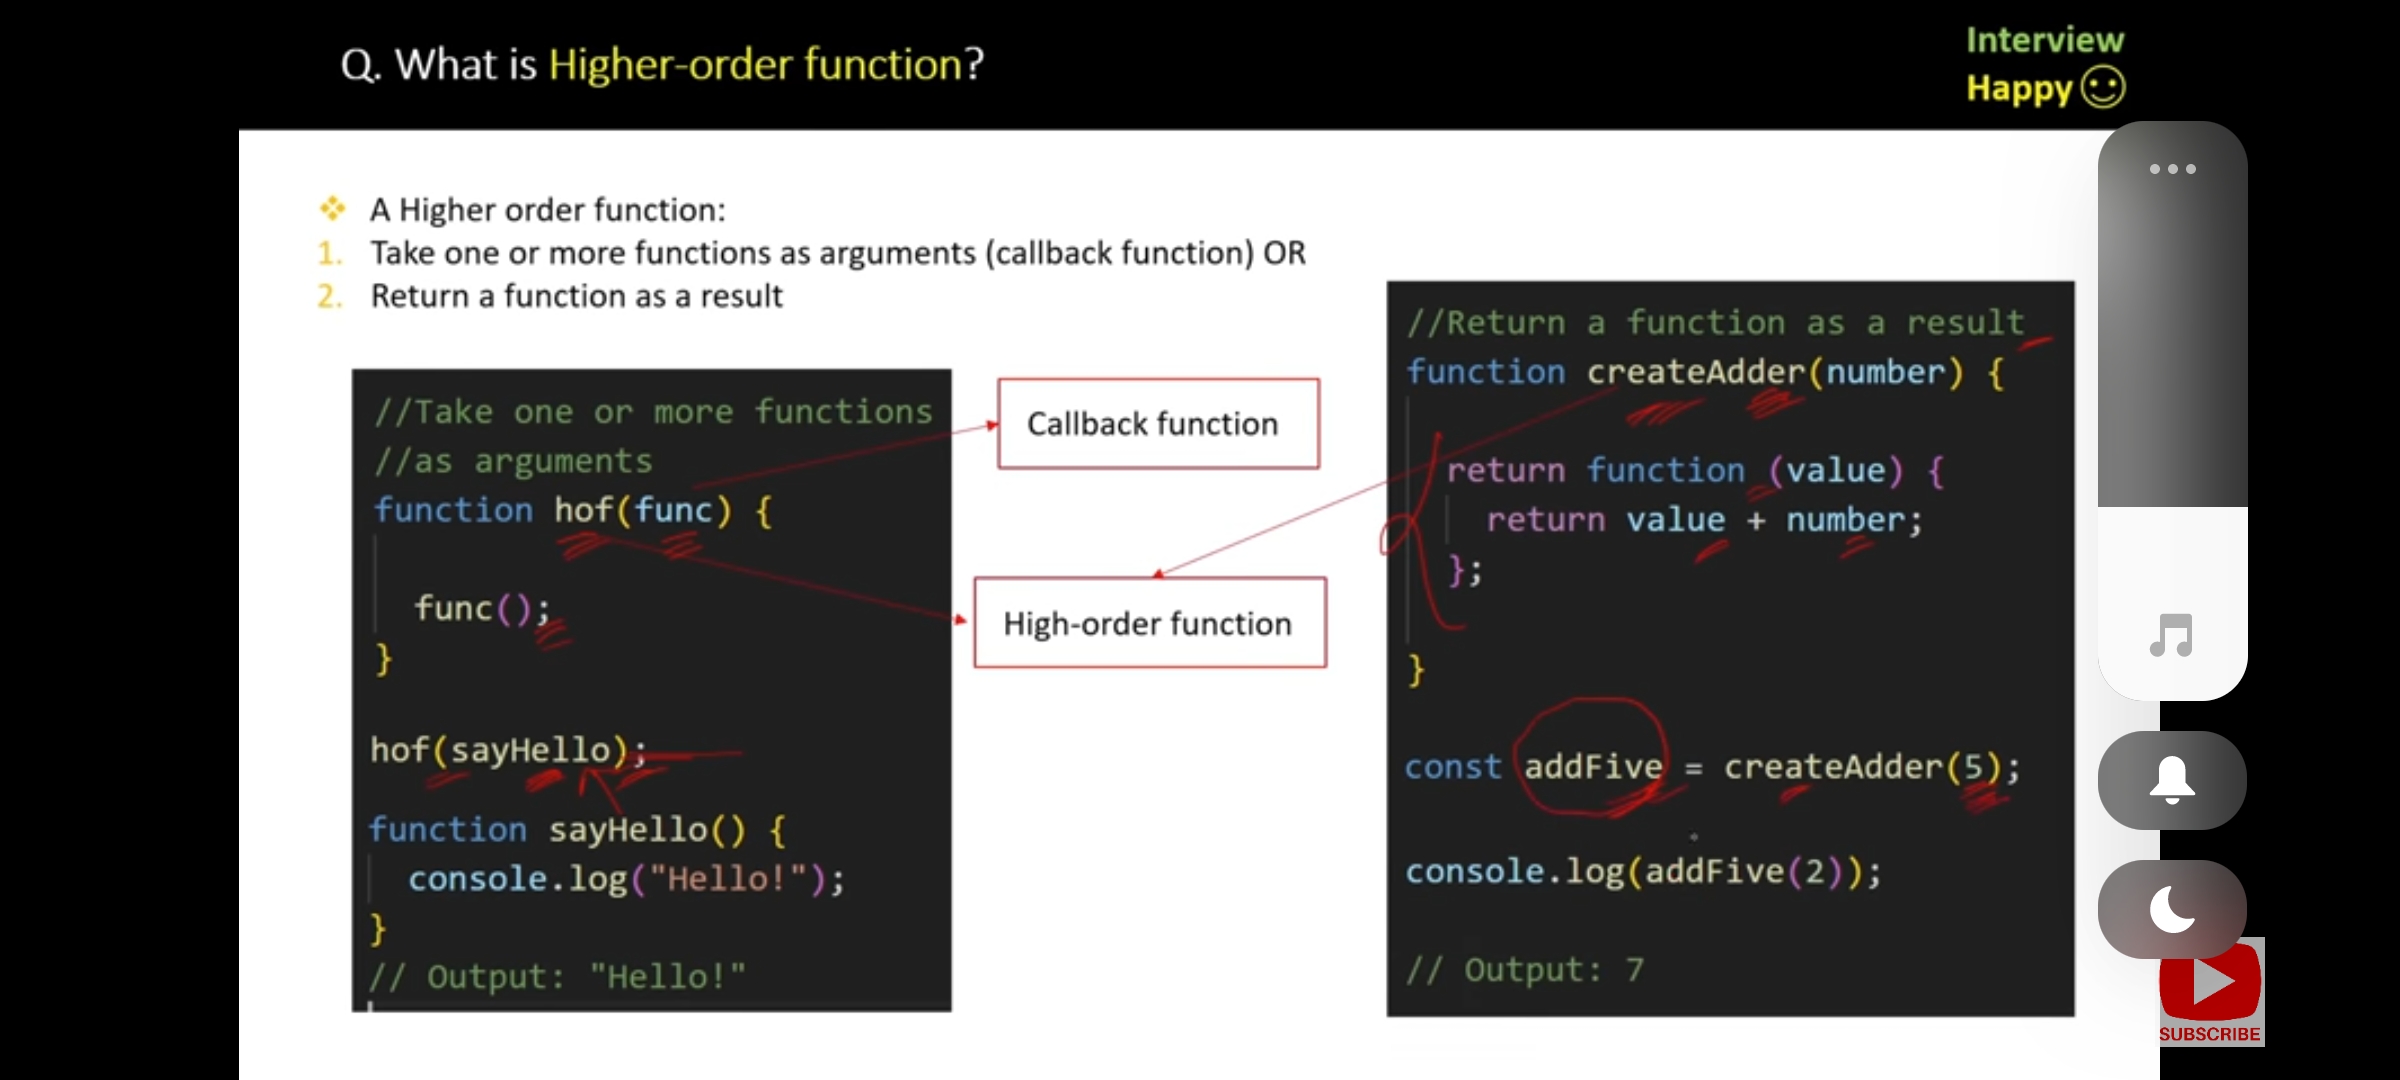 Q. What is Higher-order function?
Interview
Happy
❖ A Higher order function:
1. Take one or more functions as arguments (callback function) OR
2. Return a function as a result
//Take one or more functions
//as arguments
function hof(func) {
func();
}
hof(sayHello);
function sayHello() {
console.log("Hello!");
}
// Output: "Hello!"
Callback function
High-order function
//Return a function as a result
function createAdder(number) {
return function (value) {
return value + number;
};
}
const addFive = createAdder(5);
console.log(addFive(2));
// Output: 7
SUBSCRIBE